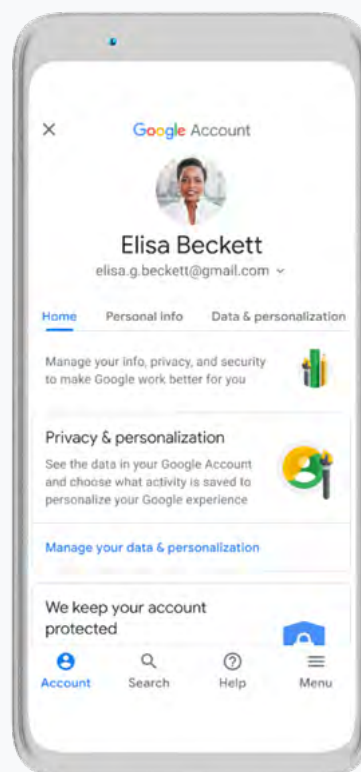 Google Account
Elisa Beckett
elisa.g.beckett@gmail.com
Home Personal info Data & personalization
Manage your info, privacy, and security
to make Google work better for you
Privacy & personalization
See the data in your Google Account
and choose what activity is saved to
personalize your Google experience
Manage your data & personalization
We keep your account
protected
Account Search Help Menu